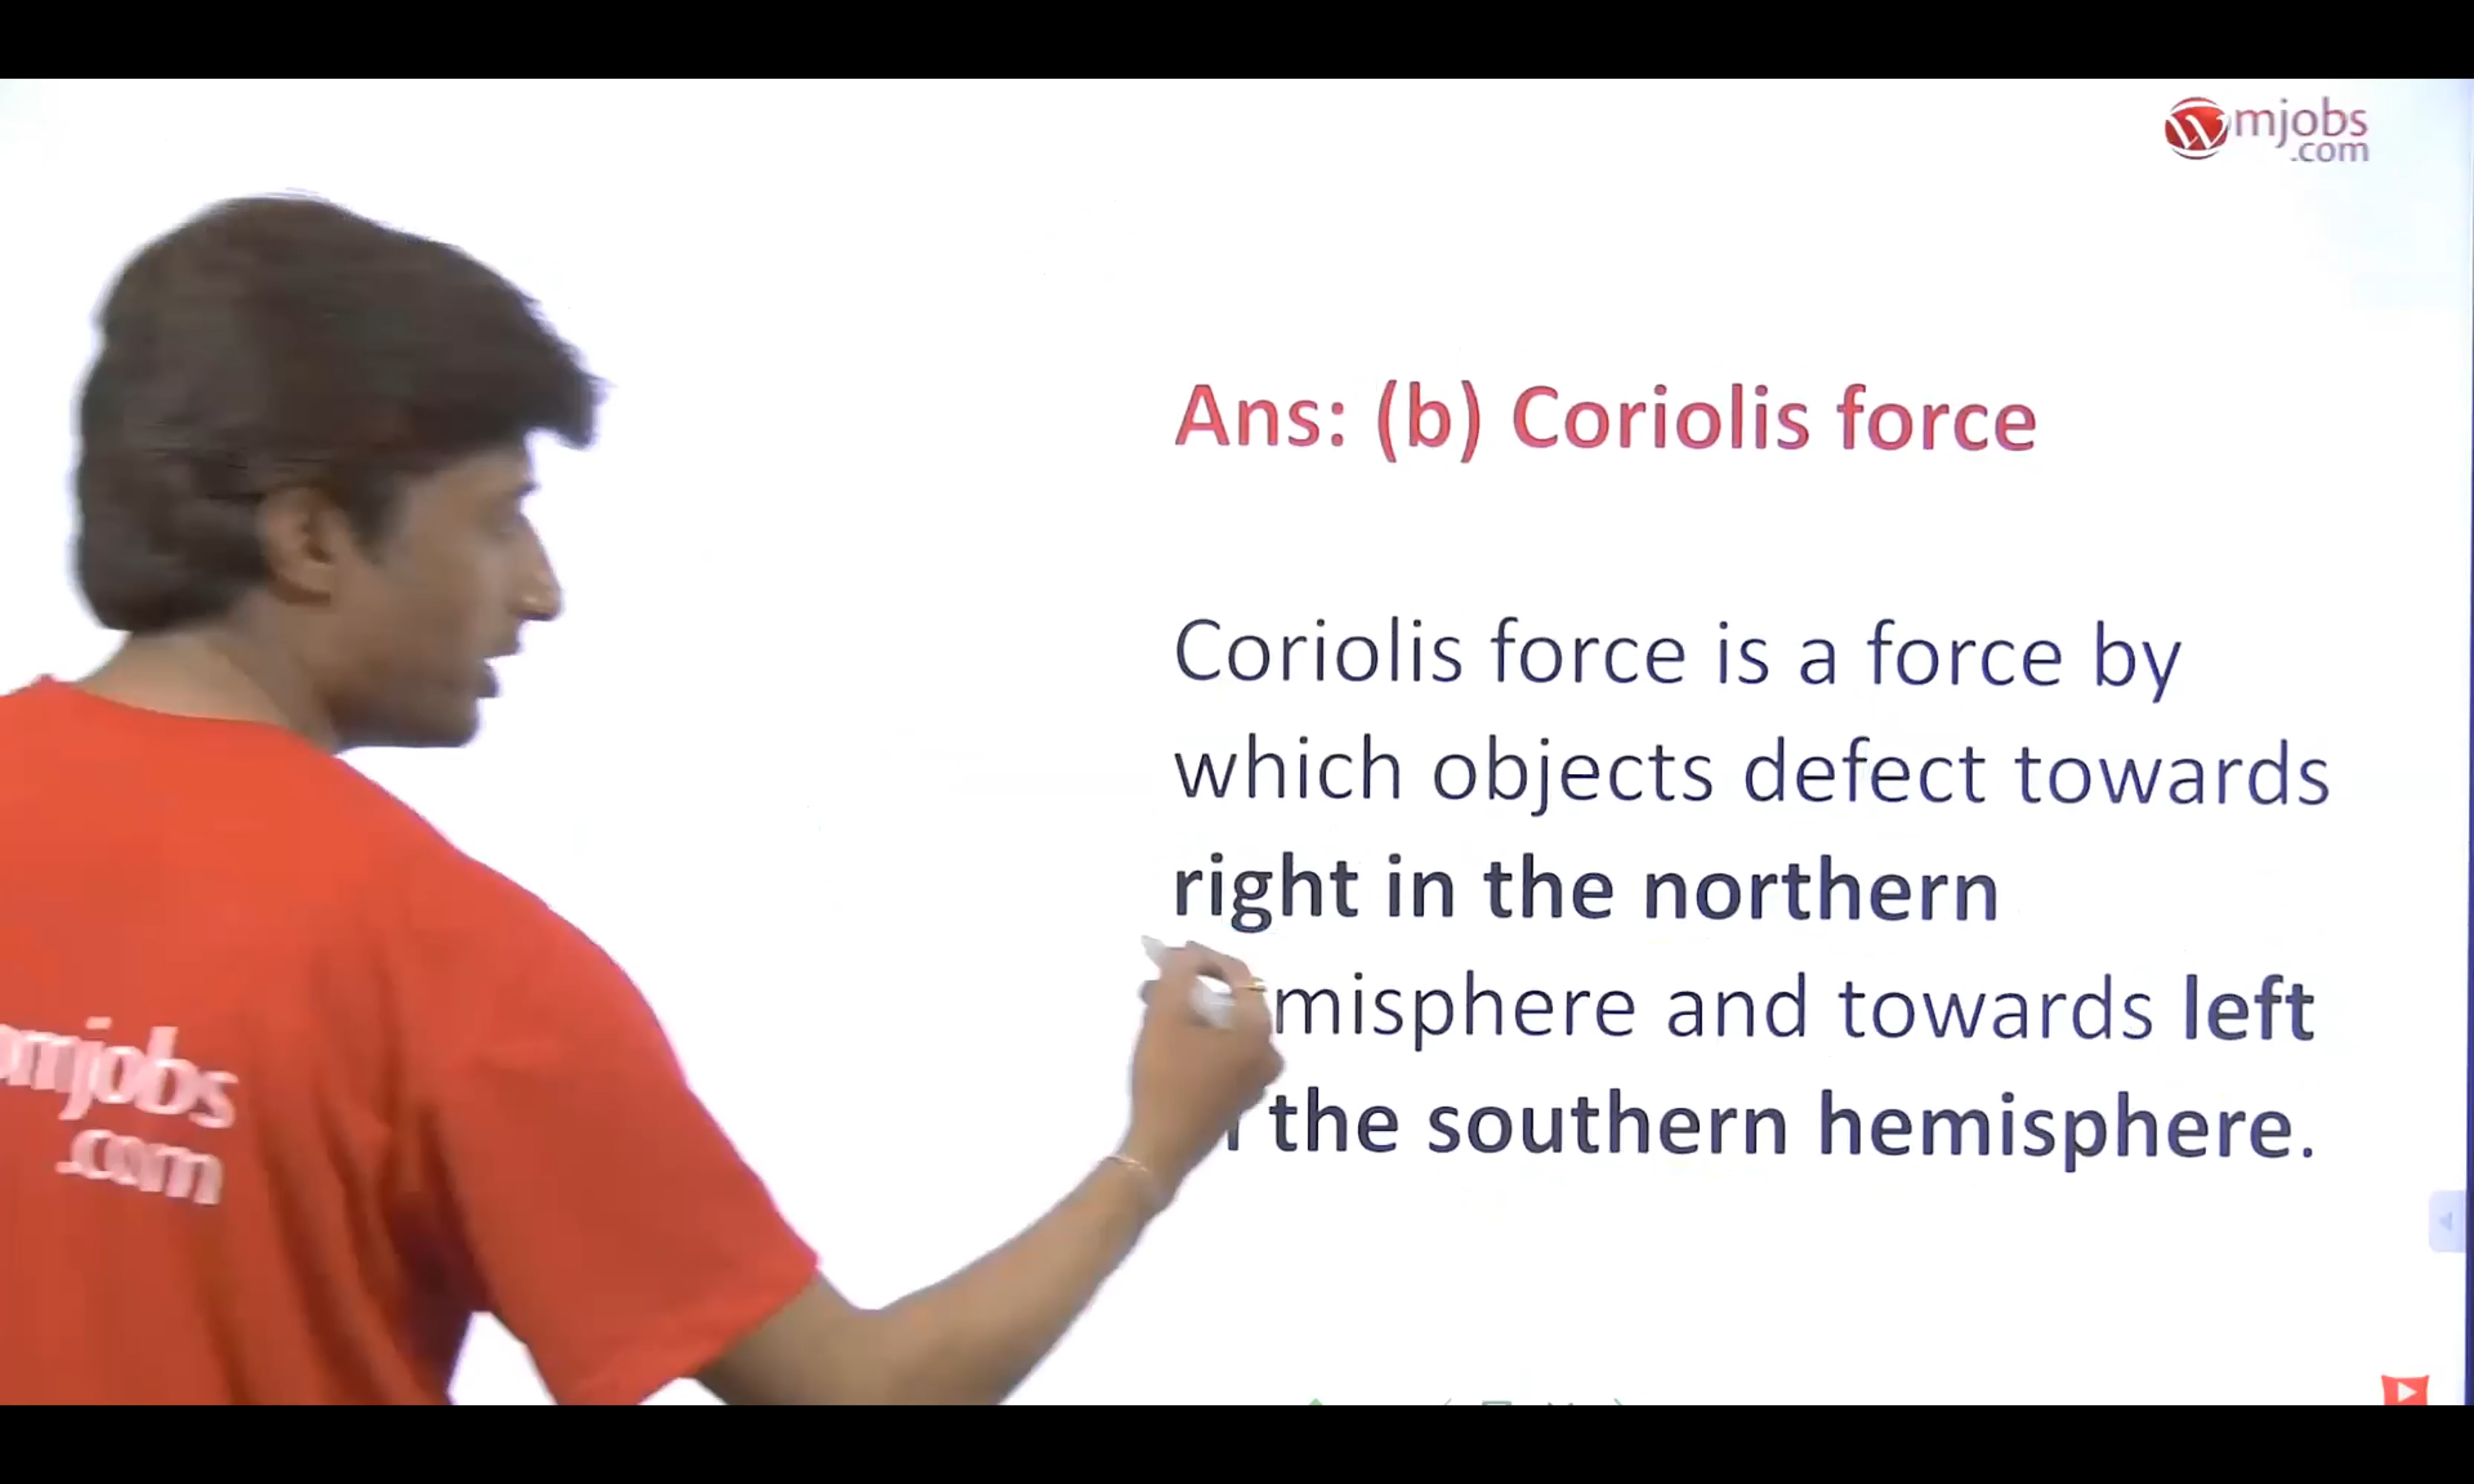 Wmjobs
.com
Ans: (b) Coriolis force
Coriolis force is a force by
which objects defect towards
right in the northern
misphere and towards left
the southern hemisphere.
mjobs
.com